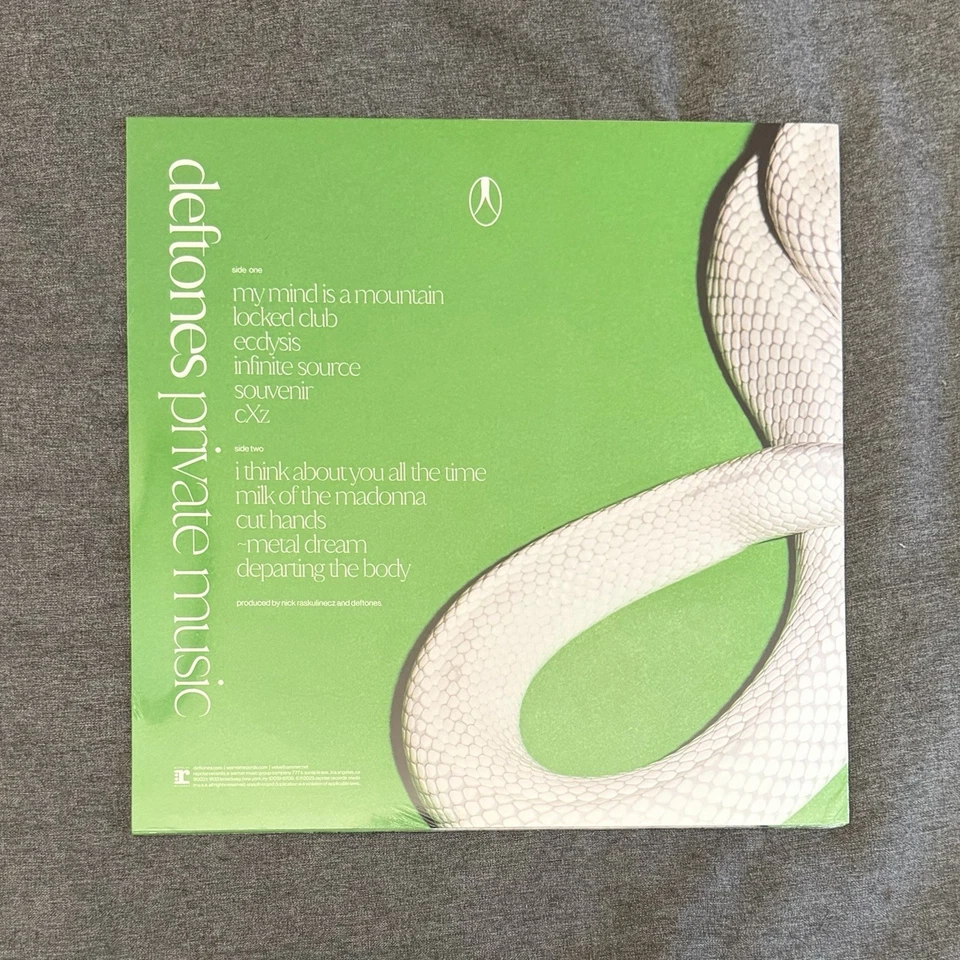 deftones private music
side one
my mind is a mountain
locked club
ecdysis
infinite source
souvenir
cXz
side two
i think about you all the time
milk of the madonna
cut hands
~metal dream
departing the body
produced by nick raskulinecz and deftones.